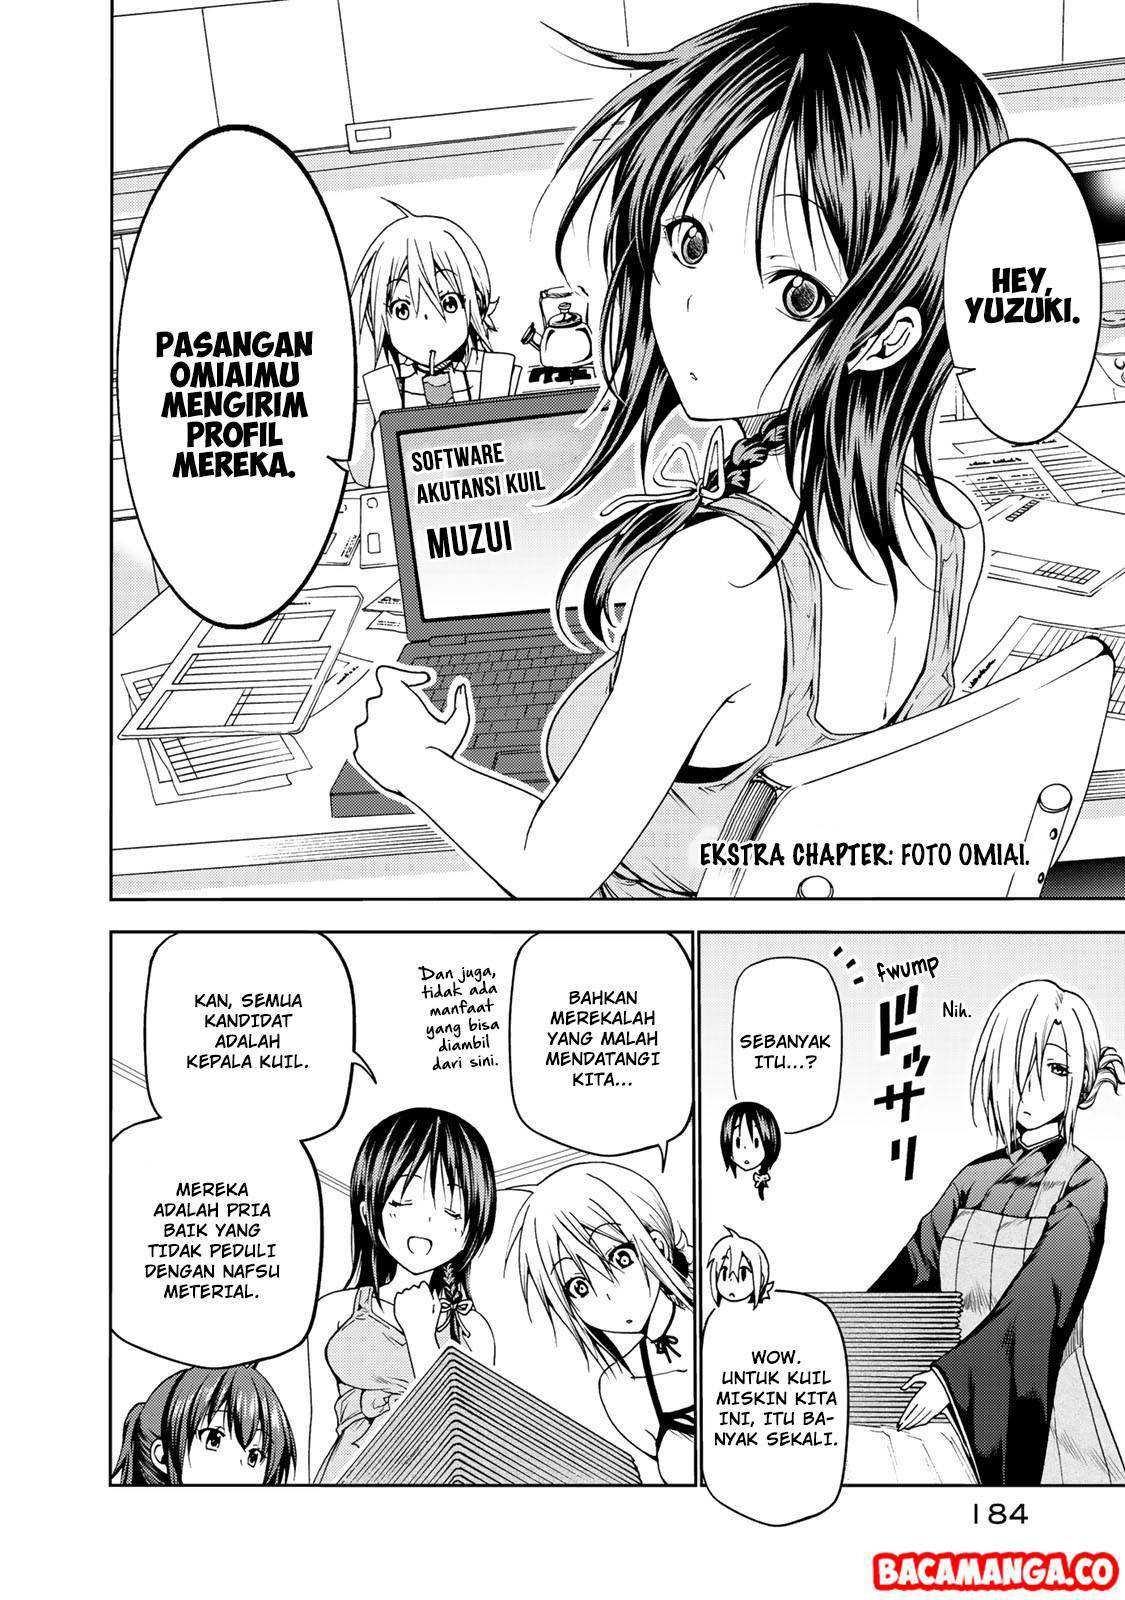 HEY,
YUZUKI.
PASANGAN
OMIAIMU
MENGIRIM
PROFIL
MEREKA.
SOFTWARE
AKUTANSI KUIL
MUZUI
EKSTRA CHAPTER: FOTO OMIAI.
fwump
ドッサリ
Nih.
SEBANYAK
ITU...?
WOW.
UNTUK KUIL
MISKIN KITA
INI, ITU BA-
NYAK SEKALI.
BAHKAN
MEREKALAH
YANG MALAH
MENDATANGI
KITA...
Dan juga,
tidak ada
manfaat
yang bisa
diambil
dari sini.
KAN, SEMUA
KANDIDAT
ADALAH
KEPALA KUIL.
MEREKA
ADALAH PRIA
BAIK YANG
TIDAK PEDULI
DENGAN NAFSU
METERIAL.
184
BACAMANGA.CO